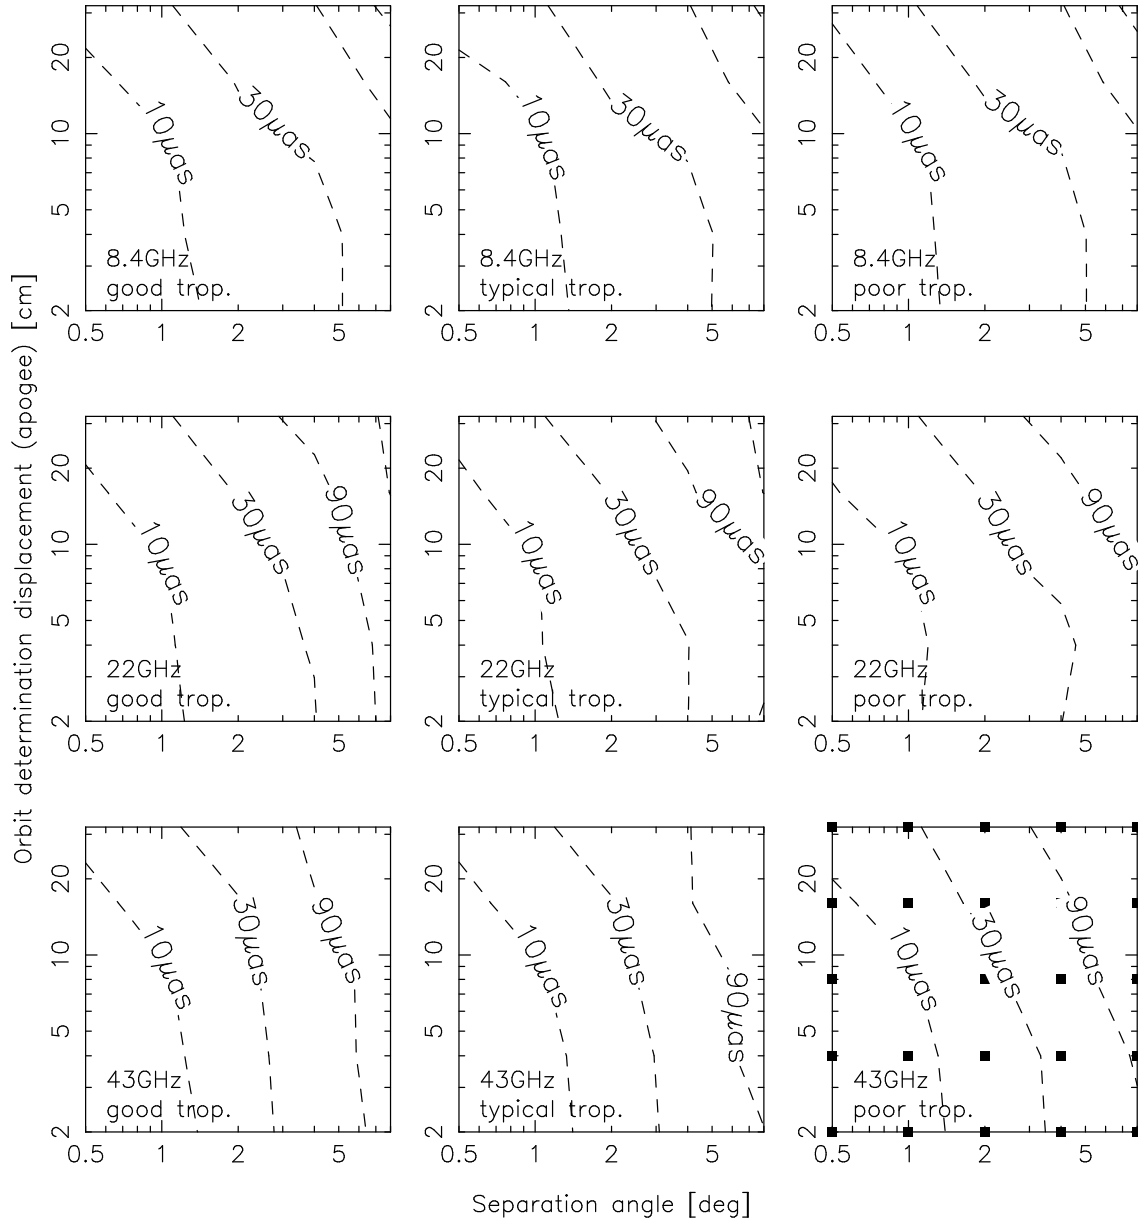 Orbit determination displacement (apogee) [cm]
20
10
5
2
0.5 1 2 5
10μas
30μas
8.4GHz
good trop.
20
10
5
2
0.5 1 2 5
10μas
30μas
8.4GHz
typical trop.
20
10
5
2
0.5 1 2 5
10μas
30μas
8.4GHz
poor trop.
20
10
5
2
0.5 1 2 5
10μas
30μas
90μas
22GHz
good trop.
20
10
5
2
0.5 1 2 5
10μas
30μas
90μas
22GHz
typical trop.
20
10
5
2
0.5 1 2 5
10μas
30μas
90μas
22GHz
poor trop.
20
10
5
2
0.5 1 2 5
10μas
30μas
90μas
43GHz
good trop.
20
10
5
2
0.5 1 2 5
10μas
30μas
90μas
43GHz
typical trop.
20
10
5
2
0.5 1 2 5
10μas
30μas
90μas
43GHz
poor trop.
Separation angle [deg]